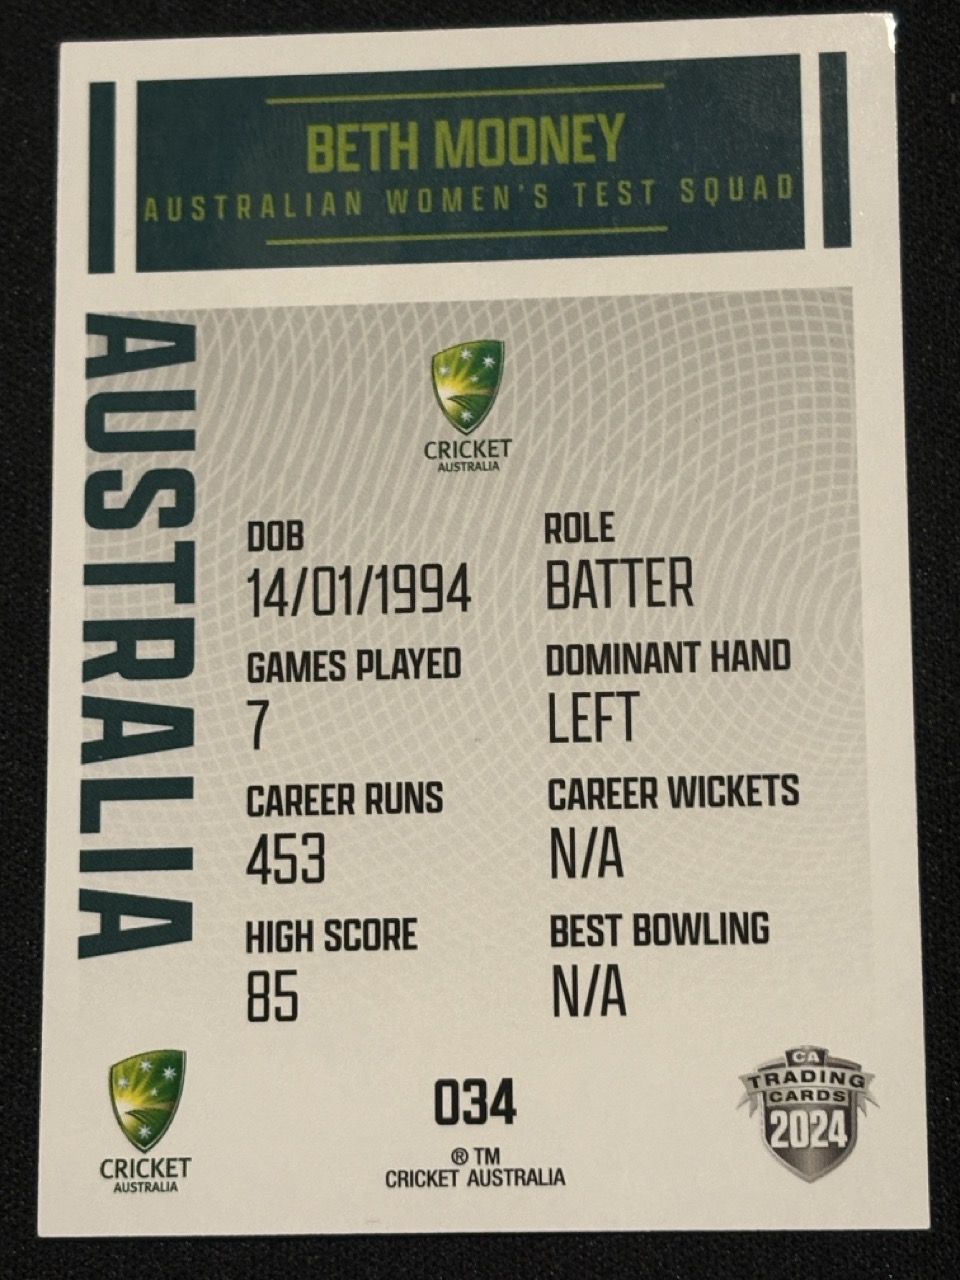 BETH MOONEY
AUSTRALIAN WOMEN'S TEST SQUAD
AUSTRALIA
CRICKET
AUSTRALIA
DOB
14/01/1994
ROLE
BATTER
GAMES PLAYED
7
DOMINANT HAND
LEFT
CAREER RUNS
453
CAREER WICKETS
N/A
HIGH SCORE
85
BEST BOWLING
N/A
CRICKET
AUSTRALIA
034
® TM
CRICKET AUSTRALIA
CA
TRADING
CARDS
2024